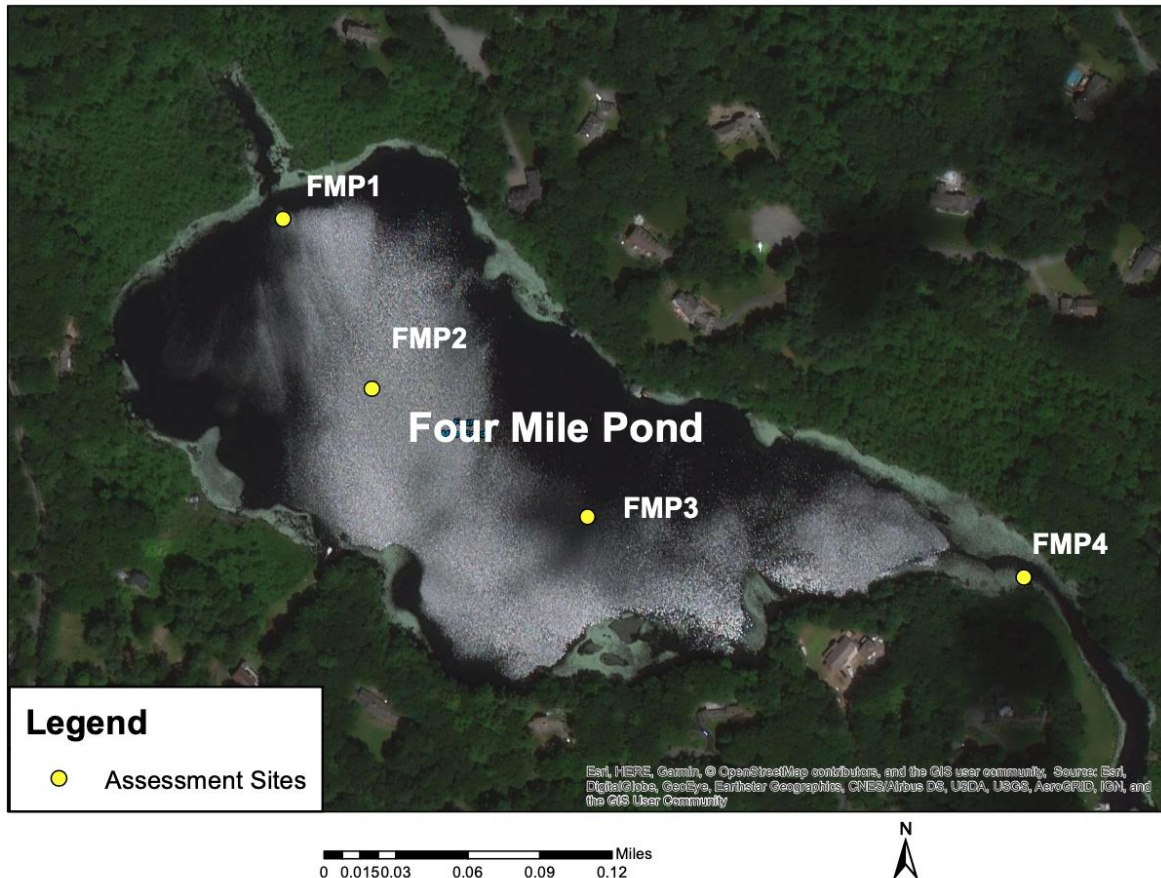 FMP1
FMP2
Four Mile Pond
FMP3
FMP4
Legend
Assessment Sites
Esri, HERE, Garmin, © OpenStreetMap contributors, and the GIS user community, Source: Esri,
DigitalGlobe, GeoEye, Earthstar Geographics, CNES/Airbus DS, USDA, USGS, AeroGRID, IGN, and
the GIS User Community
Miles
0 0.0150.03 0.06 0.09 0.12
N